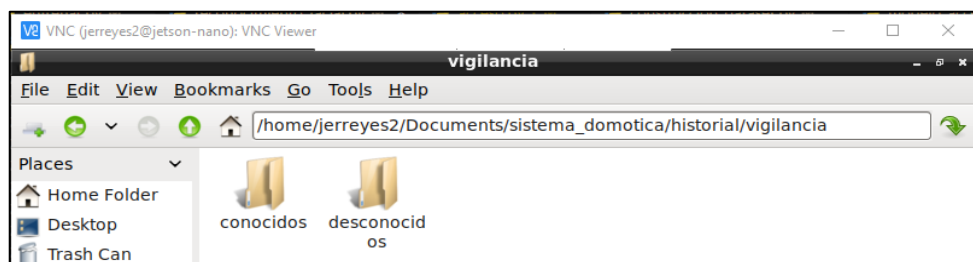 VNC (jerreyes2@jetson-nano): VNC Viewer
vigilancia
File Edit View Bookmarks Go Tools Help
/home/jerreyes2/Documents/sistema_domotica/historial/vigilancia
Places
Home Folder
Desktop
Trash Can
conocidos
desconocid
os